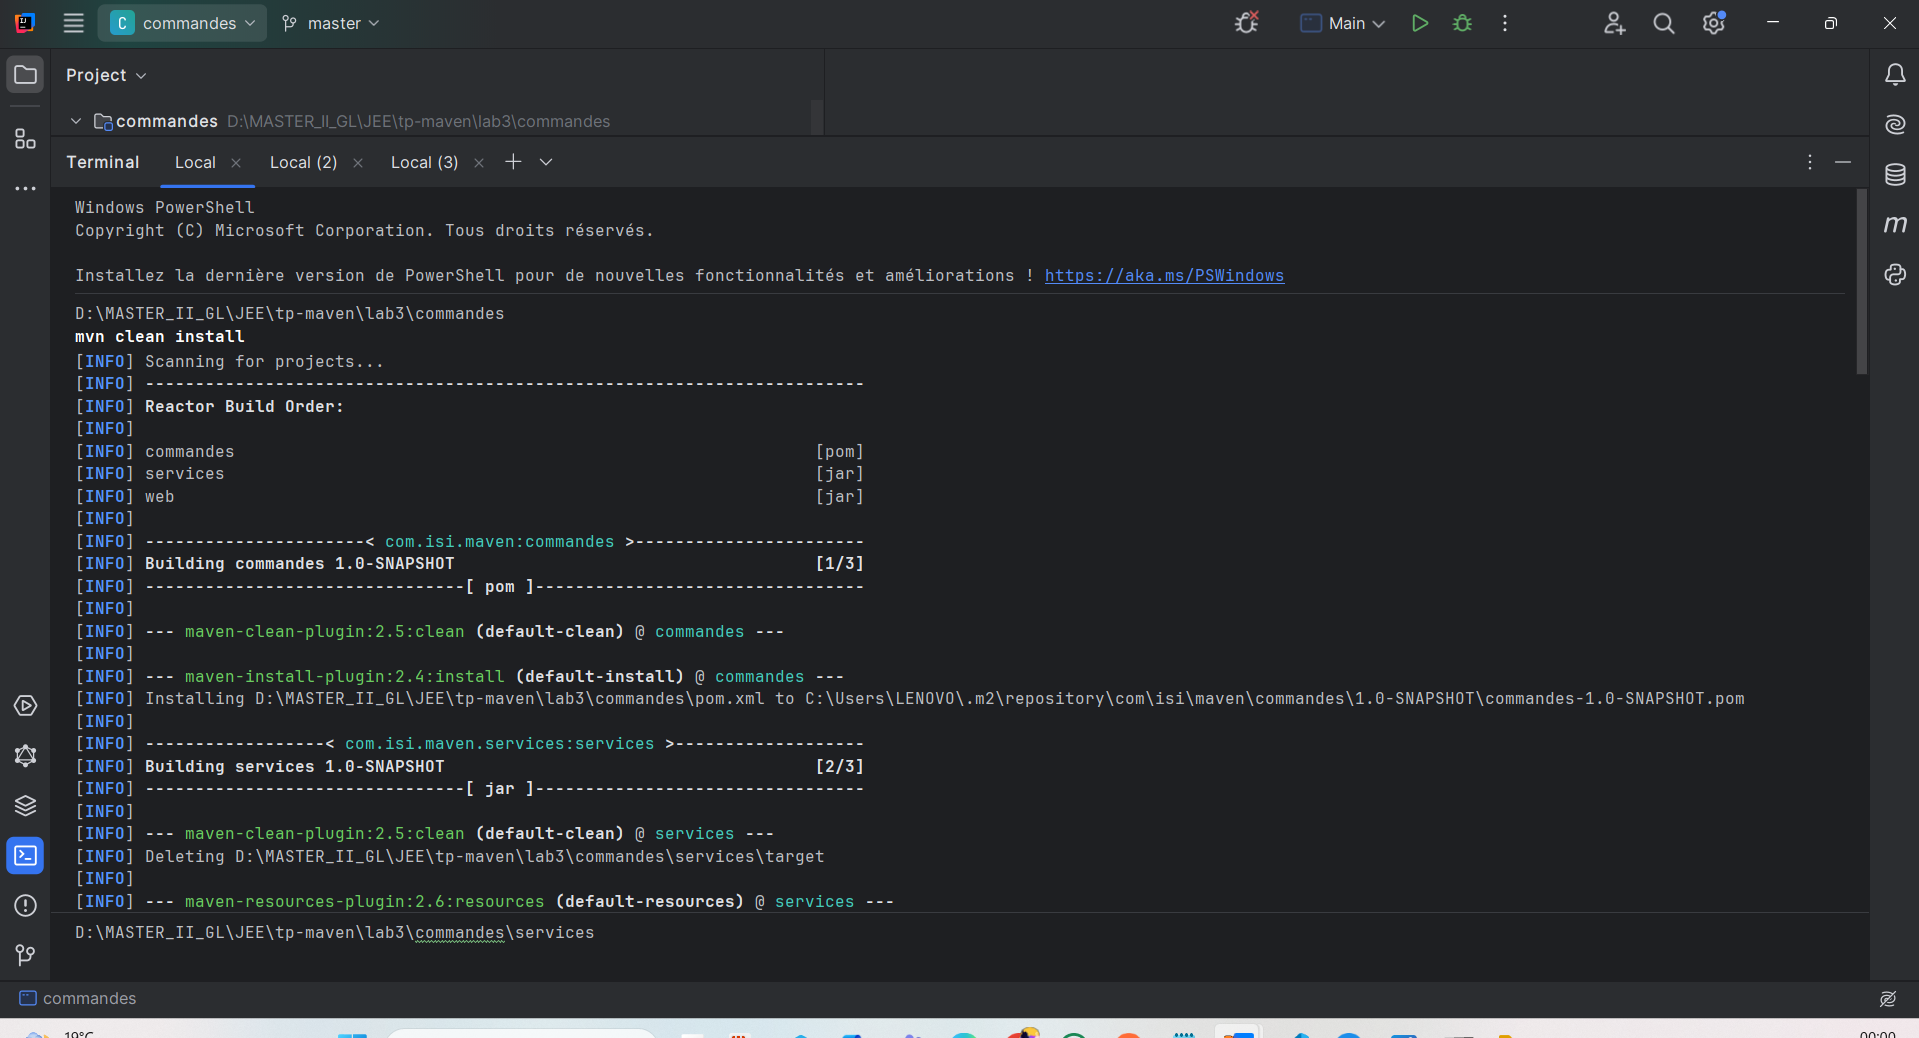 C commandes master Main
Project
commandes D:\MASTER_II_GL\JEE\tp-maven\lab3\commandes
Terminal Local Local (2) Local (3)
Windows PowerShell
Copyright (C) Microsoft Corporation. Tous droits réservés.
Installez la dernière version de PowerShell pour de nouvelles fonctionnalités et améliorations ! https://aka.ms/PSWindows
D:\MASTER_II_GL\JEE\tp-maven\lab3\commandes
mvn clean install
[INFO] Scanning for projects...
[INFO] ------------------------------------------------------------------------
[INFO] Reactor Build Order:
[INFO]
[INFO] commandes [pom]
[INFO] services [jar]
[INFO] web [jar]
[INFO]
[INFO] ----------------------< com.isi.maven:commandes >-----------------------
[INFO] Building commandes 1.0-SNAPSHOT [1/3]
[INFO] --------------------------------[ pom ]---------------------------------
[INFO]
[INFO] --- maven-clean-plugin:2.5:clean (default-clean) @ commandes ---
[INFO]
[INFO] --- maven-install-plugin:2.4:install (default-install) @ commandes ---
[INFO] Installing D:\MASTER_II_GL\JEE\tp-maven\lab3\commandes\pom.xml to C:\Users\LENOVO\.m2\repository\com\isi\maven\commandes\1.0-SNAPSHOT\commandes-1.0-SNAPSHOT.pom
[INFO]
[INFO] ------------------< com.isi.maven.services:services >-------------------
[INFO] Building services 1.0-SNAPSHOT [2/3]
[INFO] --------------------------------[ jar ]---------------------------------
[INFO]
[INFO] --- maven-clean-plugin:2.5:clean (default-clean) @ services ---
[INFO] Deleting D:\MASTER_II_GL\JEE\tp-maven\lab3\commandes\services\target
[INFO]
[INFO] --- maven-resources-plugin:2.6:resources (default-resources) @ services ---
D:\MASTER_II_GL\JEE\tp-maven\lab3\commandes\services
commandes
19°C 00:00